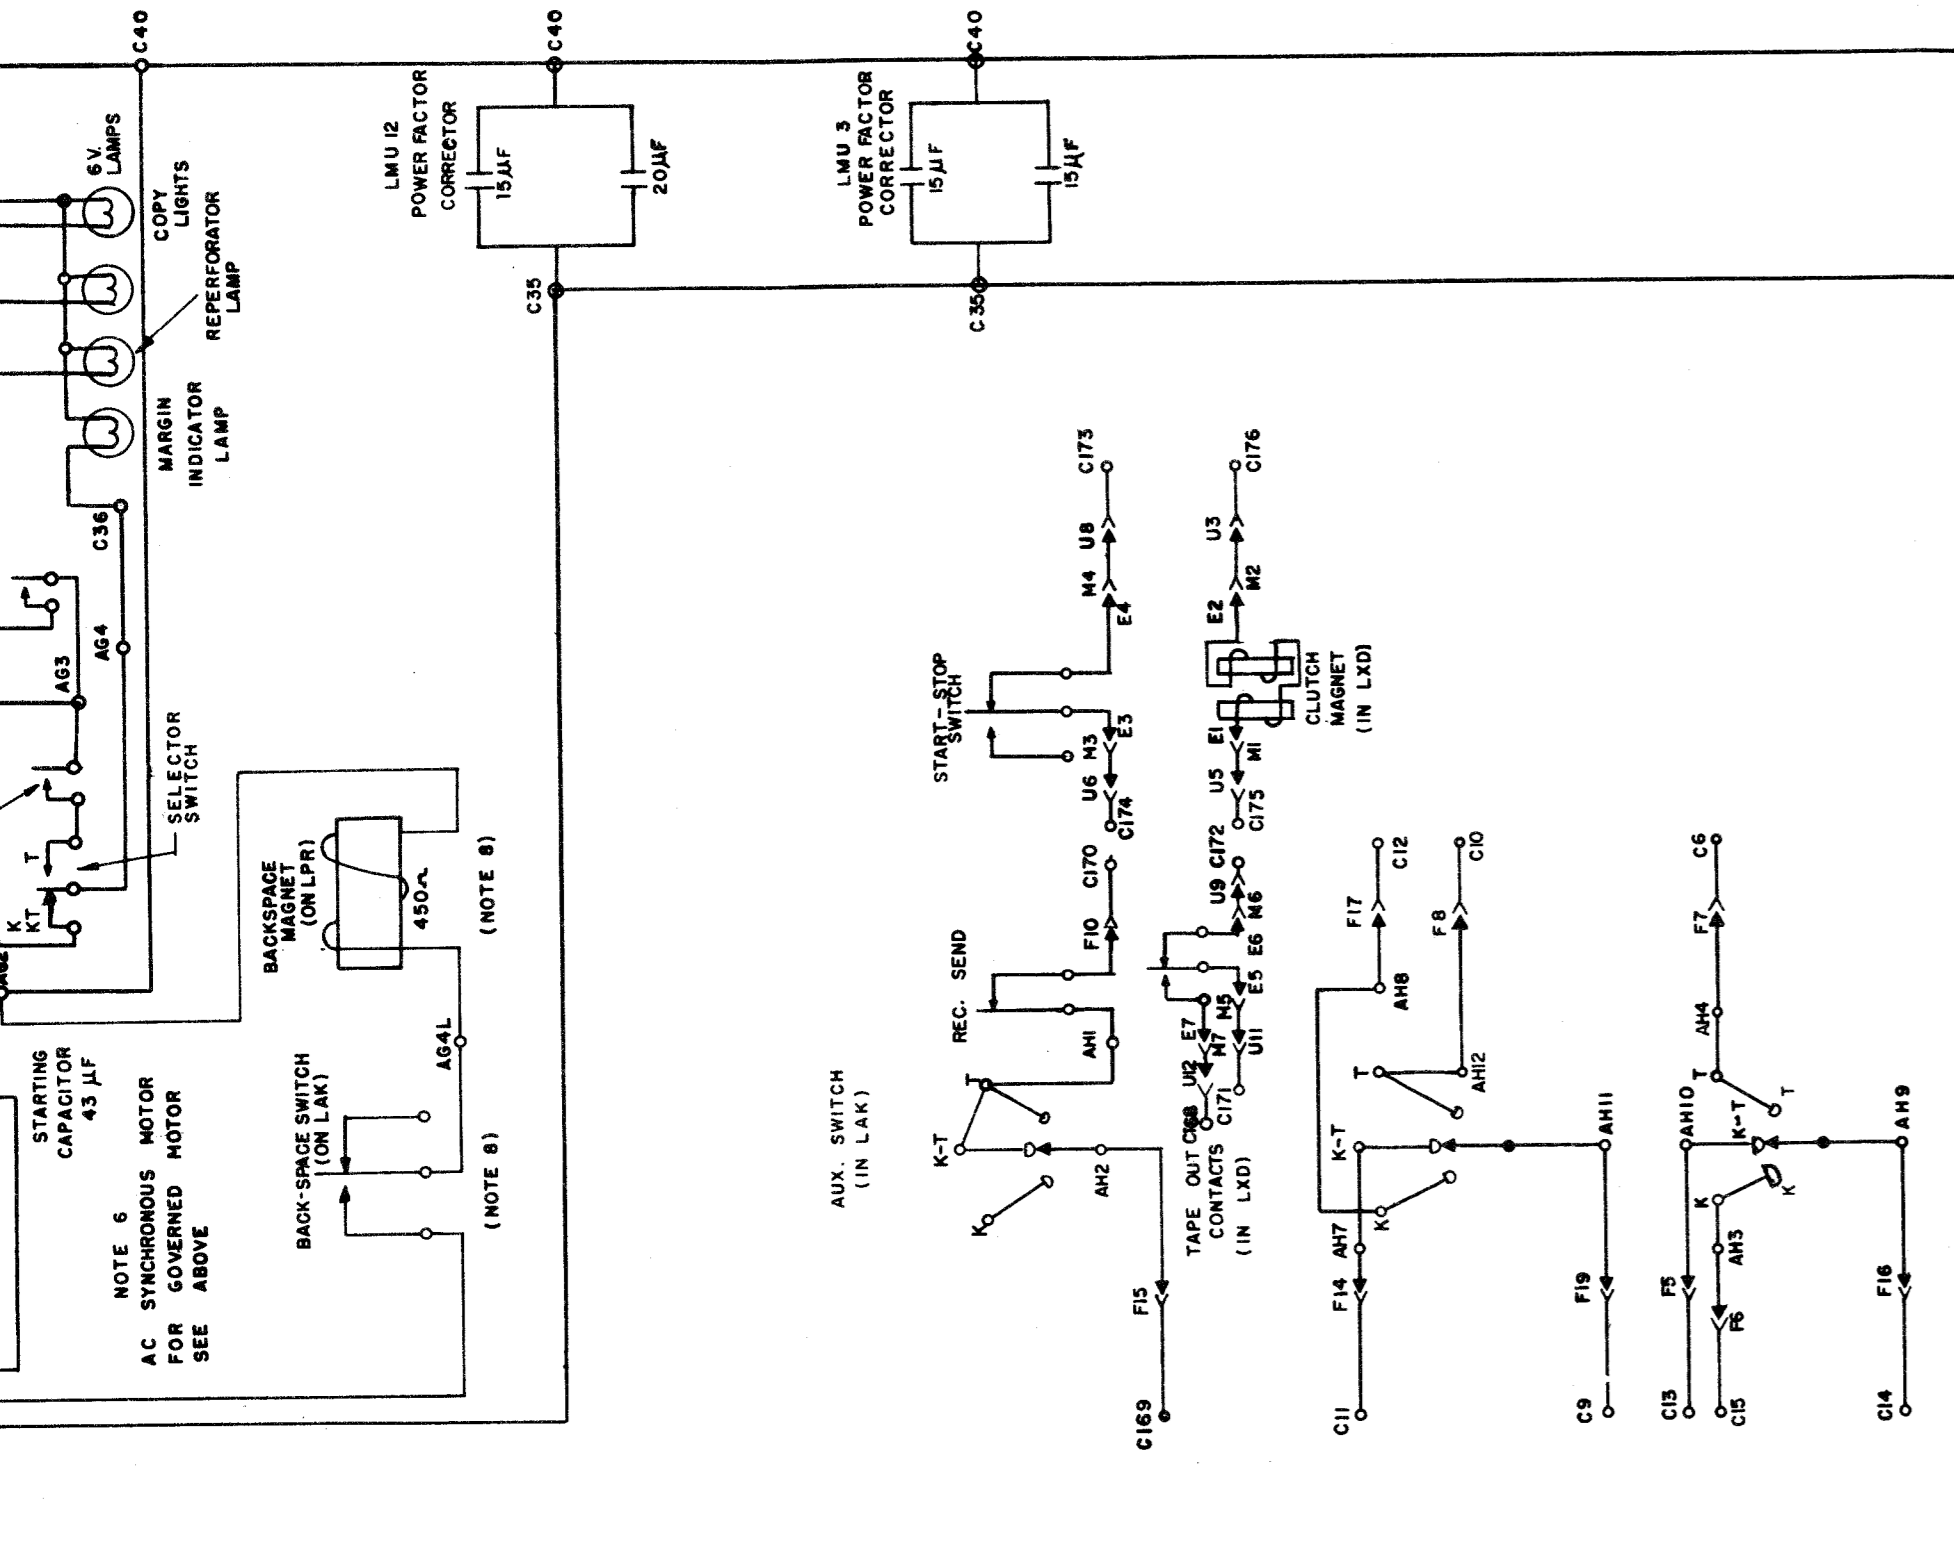 C40
C40
C40
6V.
LAMPS
COPY
LIGHTS
REPERFORATOR
LAMP
MARGIN
INDICATOR
LAMP
LMU 12
POWER FACTOR
CORRECTOR
15µF
20µF
LMU 3
POWER FACTOR
CORRECTOR
15µF
15µF
C35
C35
C36
AG4
AG3
SELECTOR
SWITCH
T
K
KT
BACKSPACE
MAGNET
(ON LPR)
450Ω
(NOTE 8)
AG4L
BACK-SPACE SWITCH
(ON LAK)
(NOTE 8)
STARTING
CAPACITOR
43 µF
NOTE 6
AC SYNCHRONOUS MOTOR
FOR GOVERNED MOTOR
SEE ABOVE
C173
U8
M4
E4
START-STOP
SWITCH
E3
M3
U6
C174
C176
U3
M2
E2
CLUTCH
MAGNET
(IN LXD)
E1
M1
U5
C175
C170
F10
REC. SEND
AH1
AUX. SWITCH
(IN LAK)
T
K-T
K
AH2
F15
C169
C172
U9
M6
E6
E5
M5
U11
C171
E7
M7
U12
C168
TAPE OUT
CONTACTS
(IN LXD)
C12
F17
AH8
C10
F8
AH12
T
K-T
K
AH7
F14
C11
AH11
F19
C9
C6
F7
AH4
T
T
K-T
K
K
AH10
F5
C13
AH3
F6
C15
AH9
F16
C14